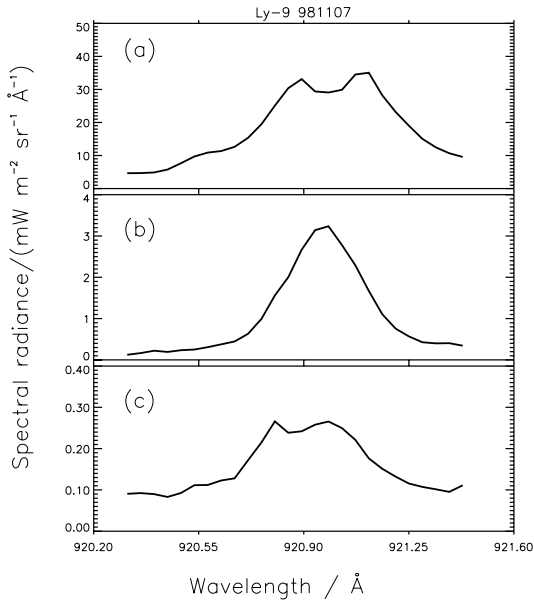 Ly-9 981107
50
(a)
40
30
20
10
0
4
(b)
3
2
1
0
0.40
(c)
0.30
0.20
0.10
0.00
920.20 920.55 920.90 921.25 921.60
Spectral radiance/(mW m⁻² sr⁻¹ Å⁻¹)
Wavelength / Å